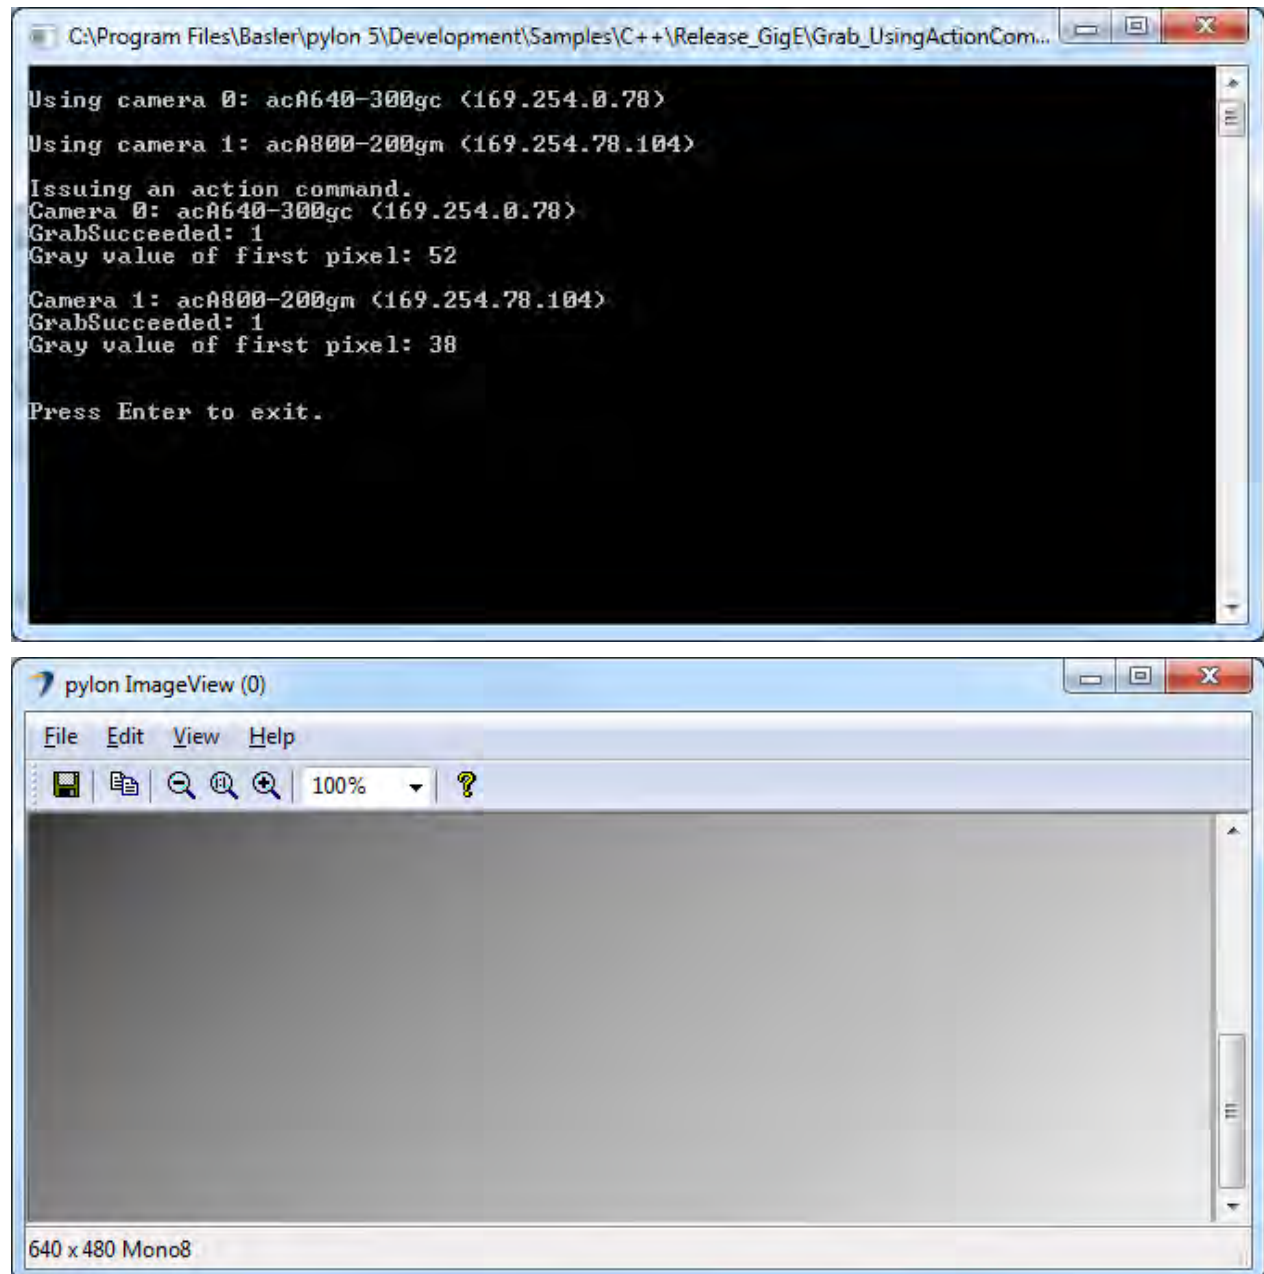 C:\Program Files\Basler\pylon 5\Development\Samples\C++\Release_GigE\Grab_UsingActionCom...
Using camera 0: acA640-300gc (169.254.0.78)
Using camera 1: acA800-200gm (169.254.78.104)
Issuing an action command.
Camera 0: acA640-300gc (169.254.0.78)
GrabSucceeded: 1
Gray value of first pixel: 52
Camera 1: acA800-200gm (169.254.78.104)
GrabSucceeded: 1
Gray value of first pixel: 38
Press Enter to exit.
pylon ImageView (0)
File Edit View Help
100%
640 x 480 Mono8